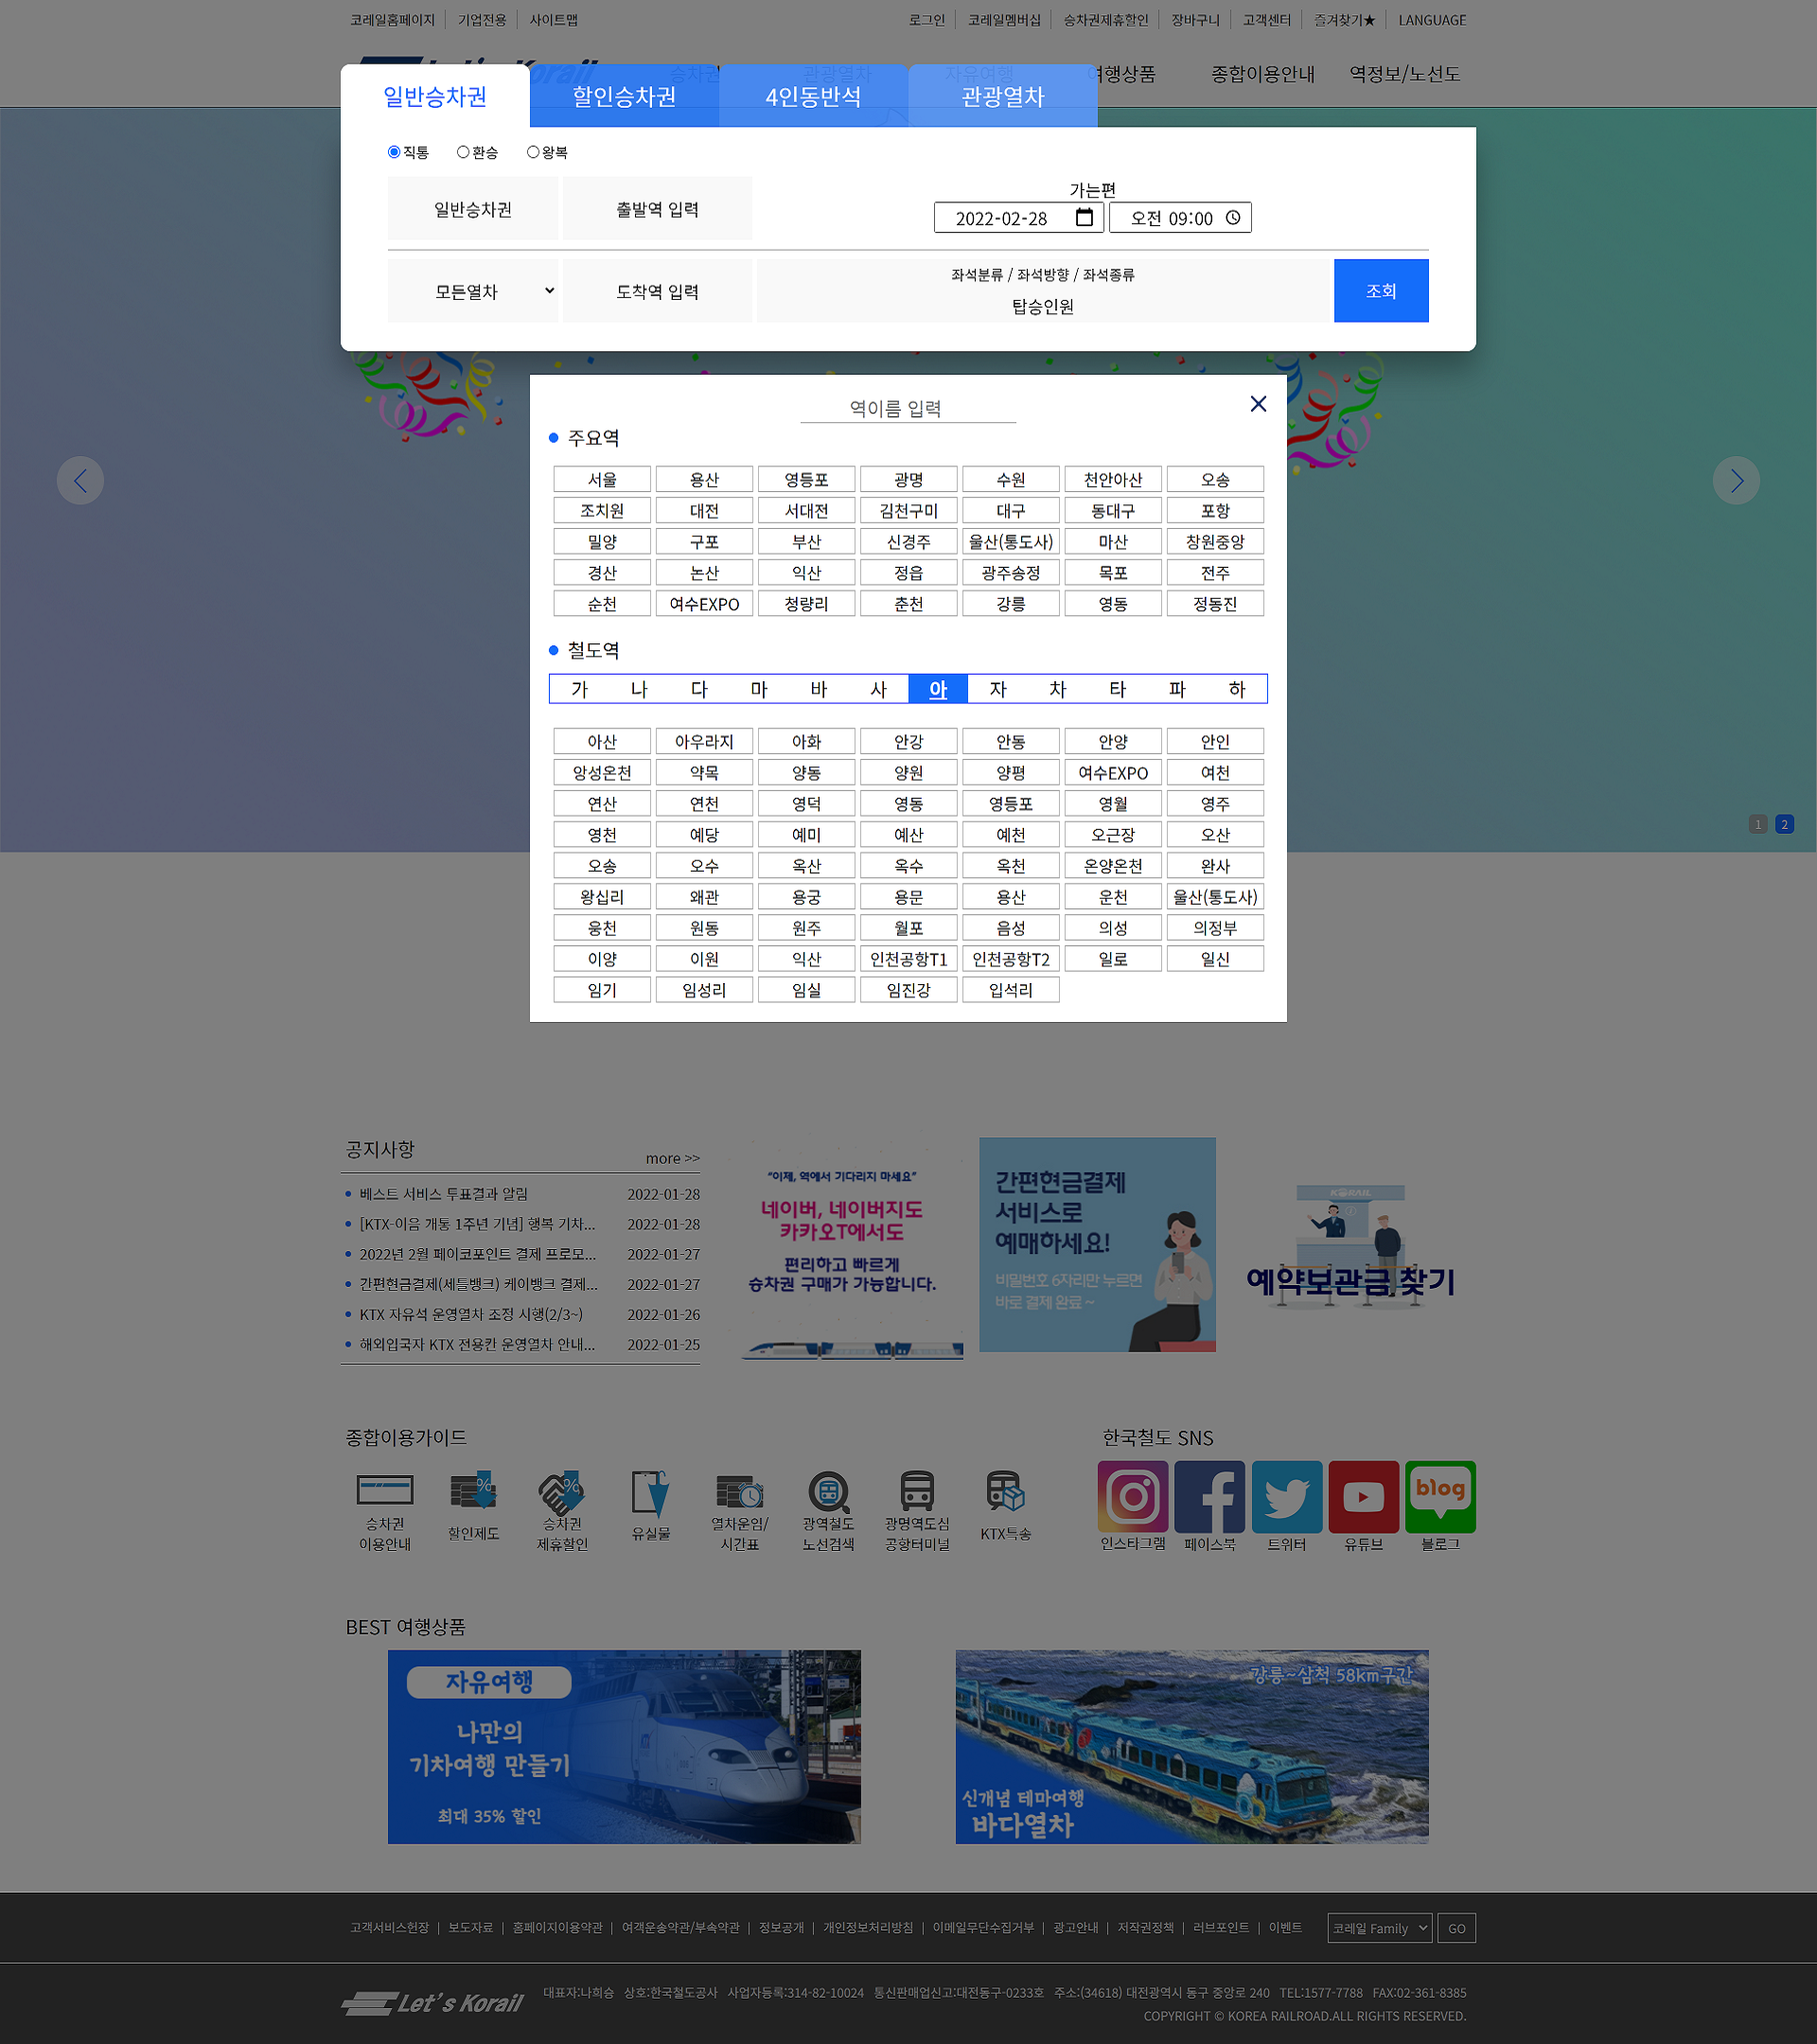 코레일홈페이지 기업전용 사이트맵 로그인 코레일멤버십 승차권제휴할인 장바구니 고객센터 즐겨찾기★ LANGUAGE
승차권 관광열차 자유여행 여행상품 종합이용안내 역정보/노선도
일반승차권 할인승차권 4인동반석 관광열차
직통 환승 왕복
일반승차권 출발역 입력 가는편
2022-02-28 오전 09:00
모든열차 도착역 입력 좌석분류 / 좌석방향 / 좌석종류 조회
탑승인원
역이름 입력
주요역
서울 용산 영등포 광명 수원 천안아산 오송
조치원 대전 서대전 김천구미 대구 동대구 포항
밀양 구포 부산 신경주 울산(통도사) 마산 창원중앙
경산 논산 익산 정읍 광주송정 목포 전주
순천 여수EXPO 청량리 춘천 강릉 영동 정동진
철도역
가 나 다 마 바 사 아 자 차 타 파 하
아산 아우라지 아화 안강 안동 안양 안인
앙성온천 약목 양동 양원 양평 여수EXPO 여천
연산 연천 영덕 영동 영등포 영월 영주
영천 예당 예미 예산 예천 오근장 오산
1 2
오송 오수 옥산 옥수 옥천 온양온천 완사
왕십리 왜관 용궁 용문 용산 운천 울산(통도사)
웅천 원동 원주 월포 음성 의성 의정부
이양 이원 익산 인천공항T1 인천공항T2 일로 일신
임기 임성리 임실 임진강 입석리
공지사항 more >>
베스트 서비스 투표결과 알림 2022-01-28
[KTX-이음 개통 1주년 기념] 행복 기차... 2022-01-28
2022년 2월 페이코포인트 결제 프로모... 2022-01-27
간편현금결제(세틀뱅크) 케이뱅크 결제... 2022-01-27
KTX 자유석 운영열차 조정 시행(2/3~) 2022-01-26
해외입국자 KTX 전용칸 운영열차 안내... 2022-01-25
“이제, 역에서 기다리지 마세요”
네이버, 네이버지도
카카오T에서도
편리하고 빠르게
승차권 구매가 가능합니다.
간편현금결제
서비스로
예매하세요!
비밀번호 6자리만 누르면
바로 결제 완료 ~
KORAIL
예약보관금 찾기
종합이용가이드
승차권
이용안내
할인제도
승차권
제휴할인
유실물
열차운임/
시간표
광역철도
노선검색
광명역도심
공항터미널
KTX특송
한국철도 SNS
blog
인스타그램 페이스북 트위터 유튜브 블로그
BEST 여행상품
자유여행
나만의
기차여행 만들기
최대 35% 할인
강릉~삼척 58km구간
신개념 테마여행
바다열차
고객서비스헌장 | 보도자료 | 홈페이지이용약관 | 여객운송약관/부속약관 | 정보공개 | 개인정보처리방침 | 이메일무단수집거부 | 광고안내 | 저작권정책 | 러브포인트 | 이벤트 코레일 Family GO
Let's Korail 대표자:나희승 상호:한국철도공사 사업자등록:314-82-10024 통신판매업신고:대전동구-0233호 주소:(34618) 대전광역시 동구 중앙로 240 TEL:1577-7788 FAX:02-361-8385
COPYRIGHT © KOREA RAILROAD.ALL RIGHTS RESERVED.